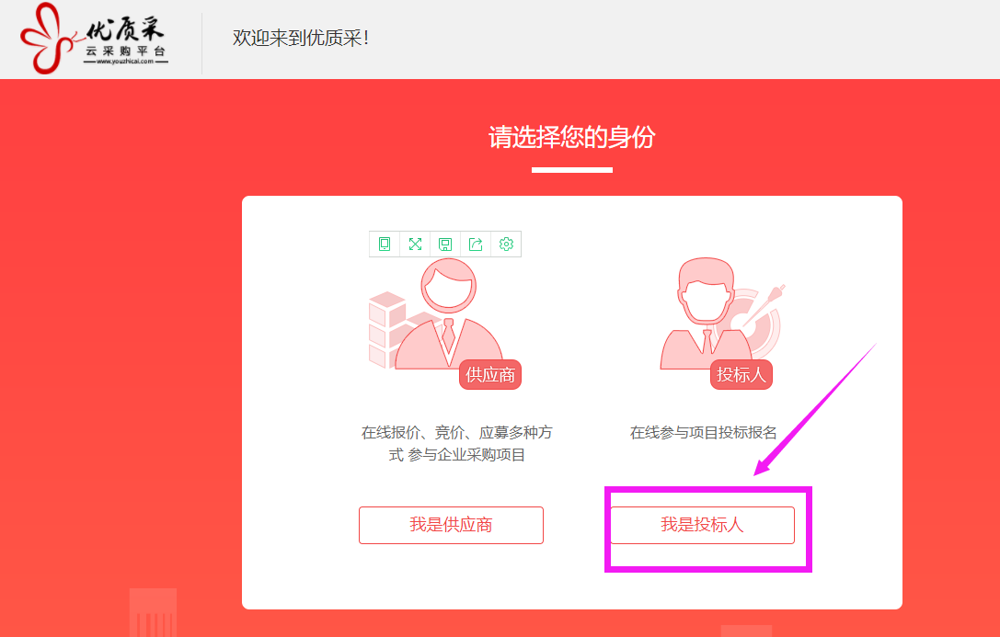 优质采
云采购平台
www.youzhicai.com
欢迎来到优质采!
请选择您的身份
供应商
投标人
在线报价、竞价、应募多种方
式 参与企业采购项目
在线参与项目投标报名
我是供应商
我是投标人